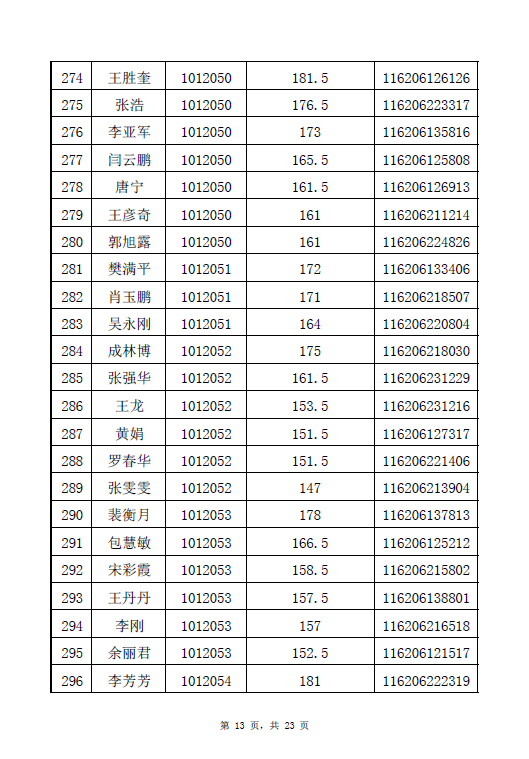 274 王胜奎 1012050 181.5 116206126126
275 张浩 1012050 176.5 116206223317
276 李亚军 1012050 173 116206135816
277 闫云鹏 1012050 165.5 116206125808
278 唐宁 1012050 161.5 116206126913
279 王彦奇 1012050 161 116206211214
280 郭旭露 1012050 161 116206224826
281 樊满平 1012051 172 116206133406
282 肖玉鹏 1012051 171 116206218507
283 吴永刚 1012051 164 116206220804
284 成林博 1012052 175 116206218030
285 张强华 1012052 161.5 116206231229
286 王龙 1012052 153.5 116206231216
287 黄娟 1012052 151.5 116206127317
288 罗春华 1012052 151.5 116206221406
289 张雯雯 1012052 147 116206213904
290 裴衡月 1012053 178 116206137813
291 包慧敏 1012053 166.5 116206125212
292 宋彩霞 1012053 158.5 116206215802
293 王丹丹 1012053 157.5 116206138801
294 李刚 1012053 157 116206216518
295 余丽君 1012053 152.5 116206121517
296 李芳芳 1012054 181 116206222319
第 13 页，共 23 页